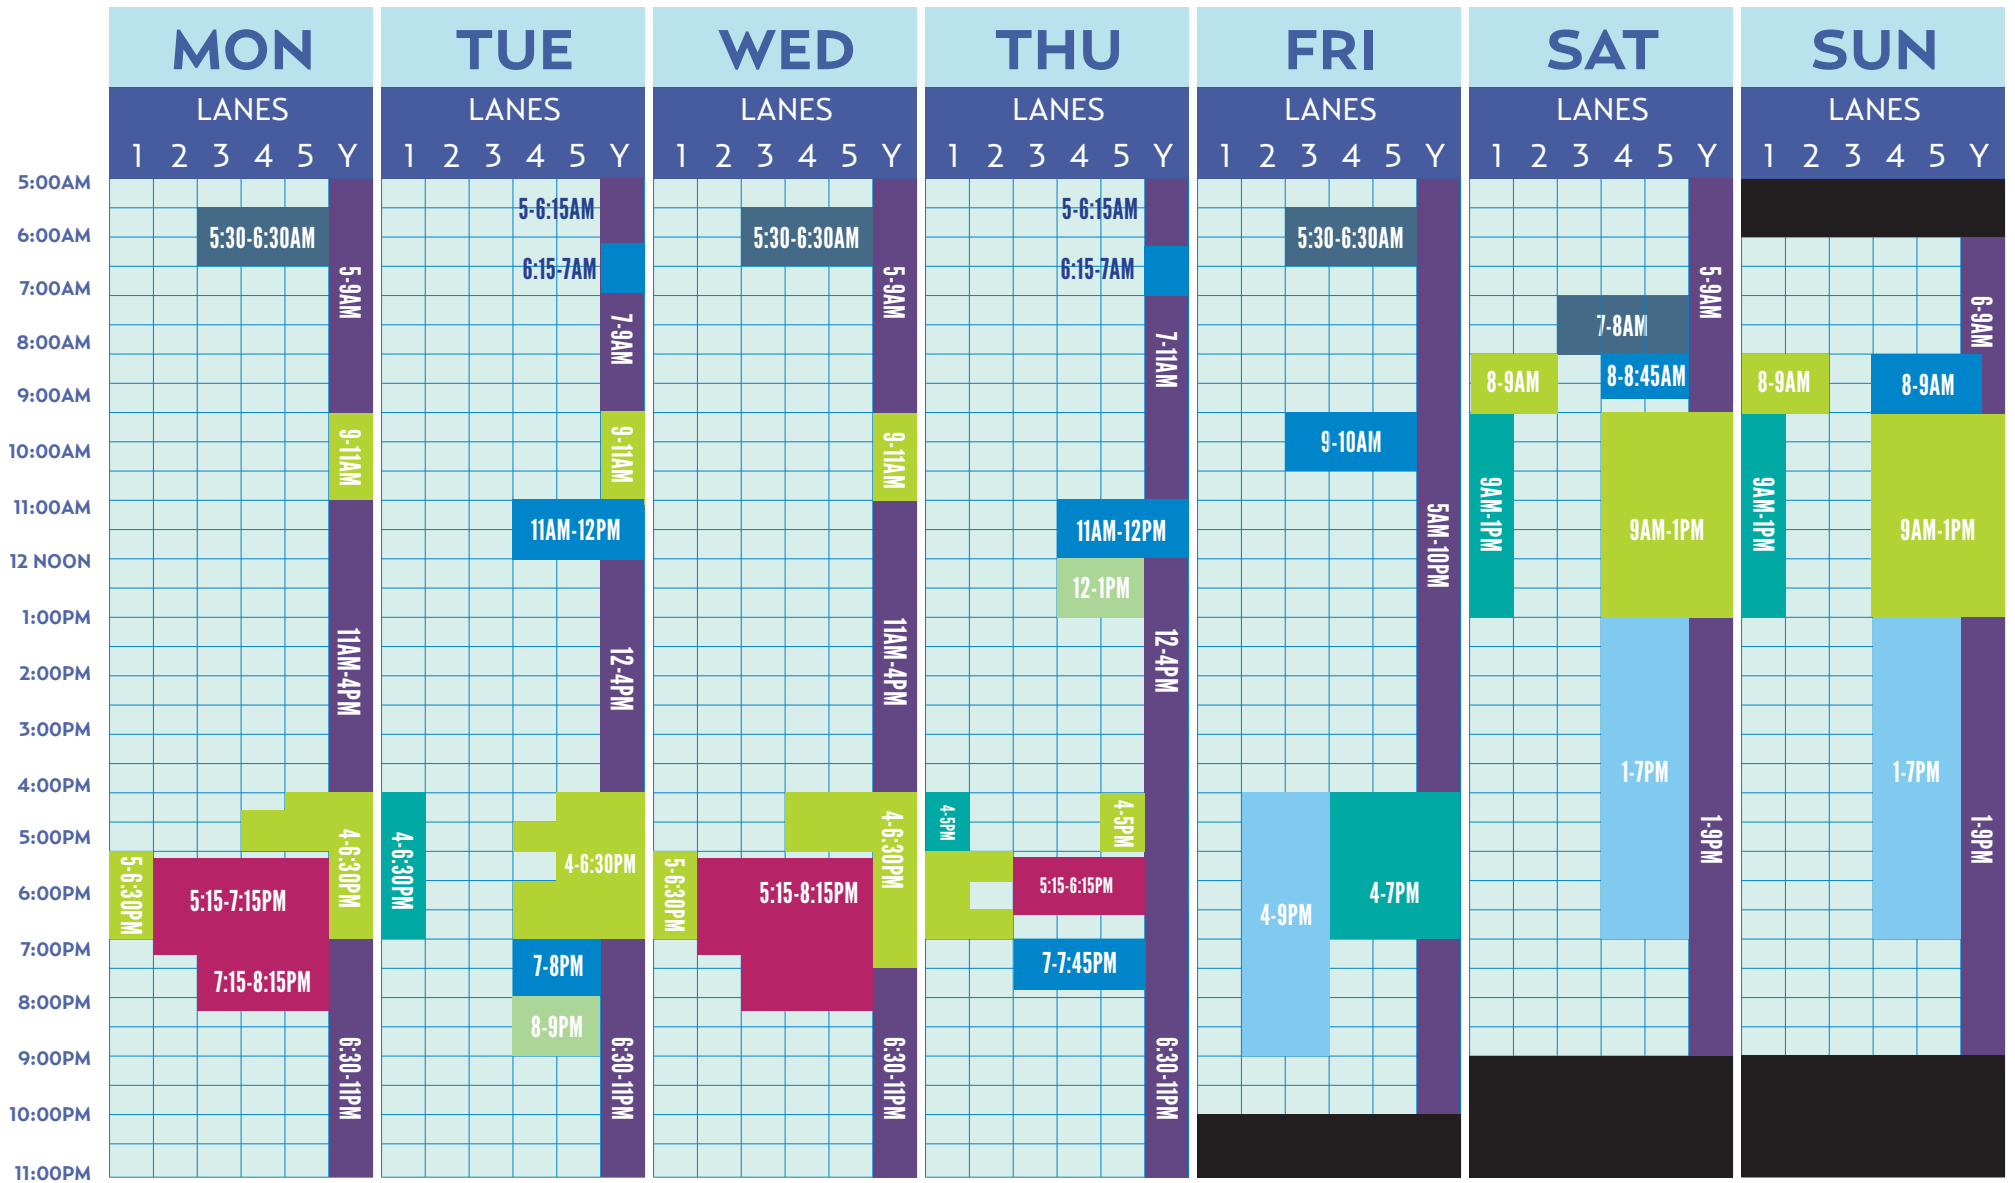 MON
TUE
WED
THU
FRI
SAT
SUN
LANES
LANES
LANES
LANES
LANES
LANES
LANES
1 2 3 4 5 Y
1 2 3 4 5 Y
1 2 3 4 5 Y
1 2 3 4 5 Y
1 2 3 4 5 Y
1 2 3 4 5 Y
1 2 3 4 5 Y
5:00AM
6:00AM
7:00AM
8:00AM
9:00AM
10:00AM
11:00AM
12 NOON
1:00PM
2:00PM
3:00PM
4:00PM
5:00PM
6:00PM
7:00PM
8:00PM
9:00PM
10:00PM
11:00PM
5:30-6:30AM
5-9AM
9-11AM
11AM-4PM
4-6:30PM
5-6:30PM
5:15-7:15PM
7:15-8:15PM
6:30-11PM
5-6:15AM
6:15-7AM
7-9AM
9-11AM
11AM-12PM
12-4PM
4-6:30PM
4-6:30PM
7-8PM
8-9PM
6:30-11PM
5:30-6:30AM
5-9AM
9-11AM
11AM-4PM
4-6:30PM
5-6:30PM
5:15-8:15PM
6:30-11PM
5-6:15AM
6:15-7AM
7-11AM
11AM-12PM
12-1PM
12-4PM
4-5PM
4-5PM
5:15-6:15PM
7-7:45PM
6:30-11PM
5:30-6:30AM
9-10AM
5AM-10PM
4-9PM
4-7PM
5-9AM
7-8AM
8-9AM
8-8:45AM
9AM-1PM
9AM-1PM
1-7PM
1-9PM
6-9AM
8-9AM
8-9AM
9AM-1PM
9AM-1PM
1-7PM
1-9PM